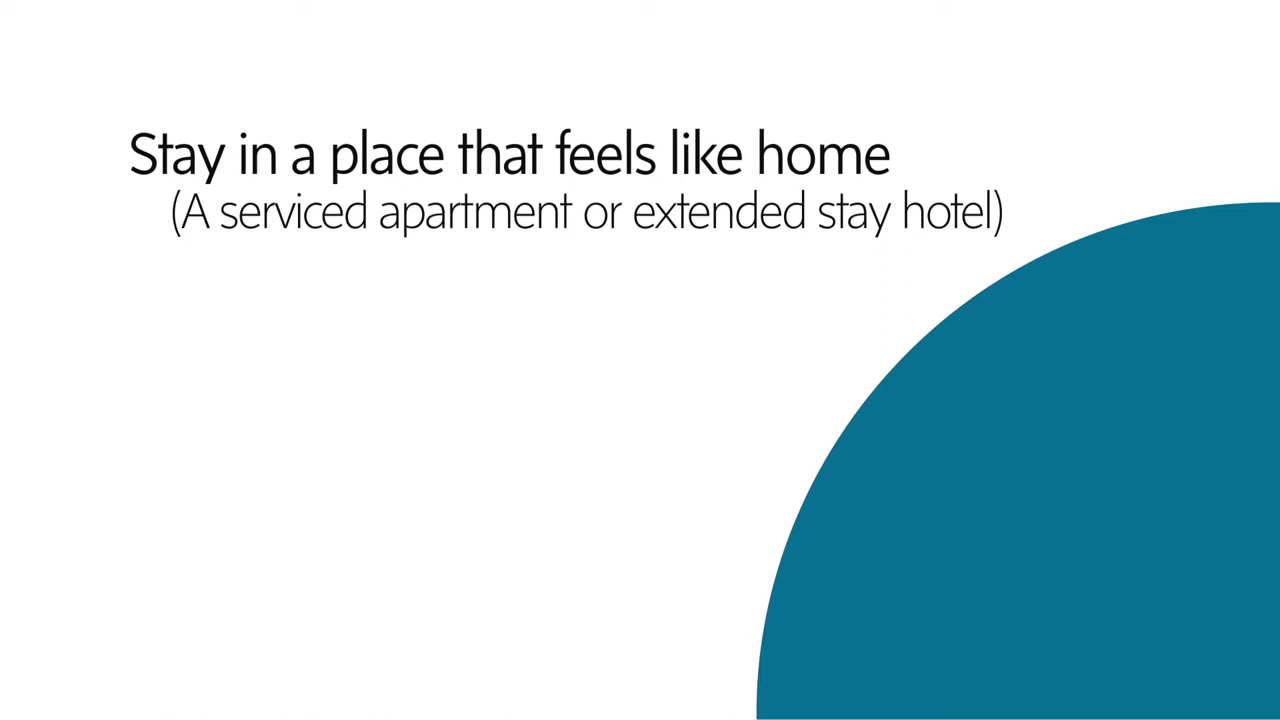 Stay in a place that feels like home
(A serviced apartment or extended stay hotel)